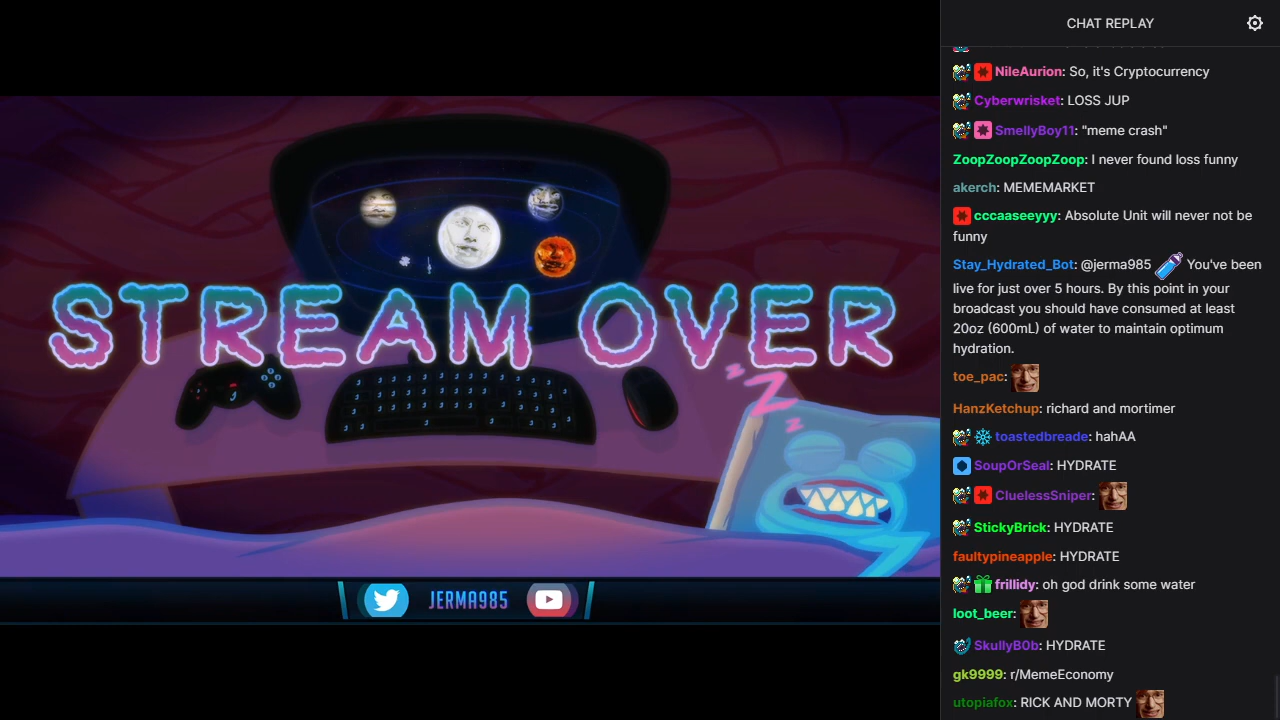 CHAT REPLAY
NileAurion: So, it's Cryptocurrency
Cyberwrisket: LOSS JUP
SmellyBoy11: "meme crash"
ZoopZoopZoopZoop: I never found loss funny
akerch: MEMEMARKET
cccaaseeyyy: Absolute Unit will never not be
funny
Stay_Hydrated_Bot: @jerma985 You've been
live for just over 5 hours. By this point in your
broadcast you should have consumed at least
20oz (600mL) of water to maintain optimum
hydration.
toe_pac:
HanzKetchup: richard and mortimer
toastedbreade: hahAA
SoupOrSeal: HYDRATE
CluelessSniper:
StickyBrick: HYDRATE
faultypineapple: HYDRATE
frillidy: oh god drink some water
loot_beer:
SkullyB0b: HYDRATE
gk9999: r/MemeEconomy
utopiafox: RICK AND MORTY
STREAM OVER
z
Z
z
JERMA985